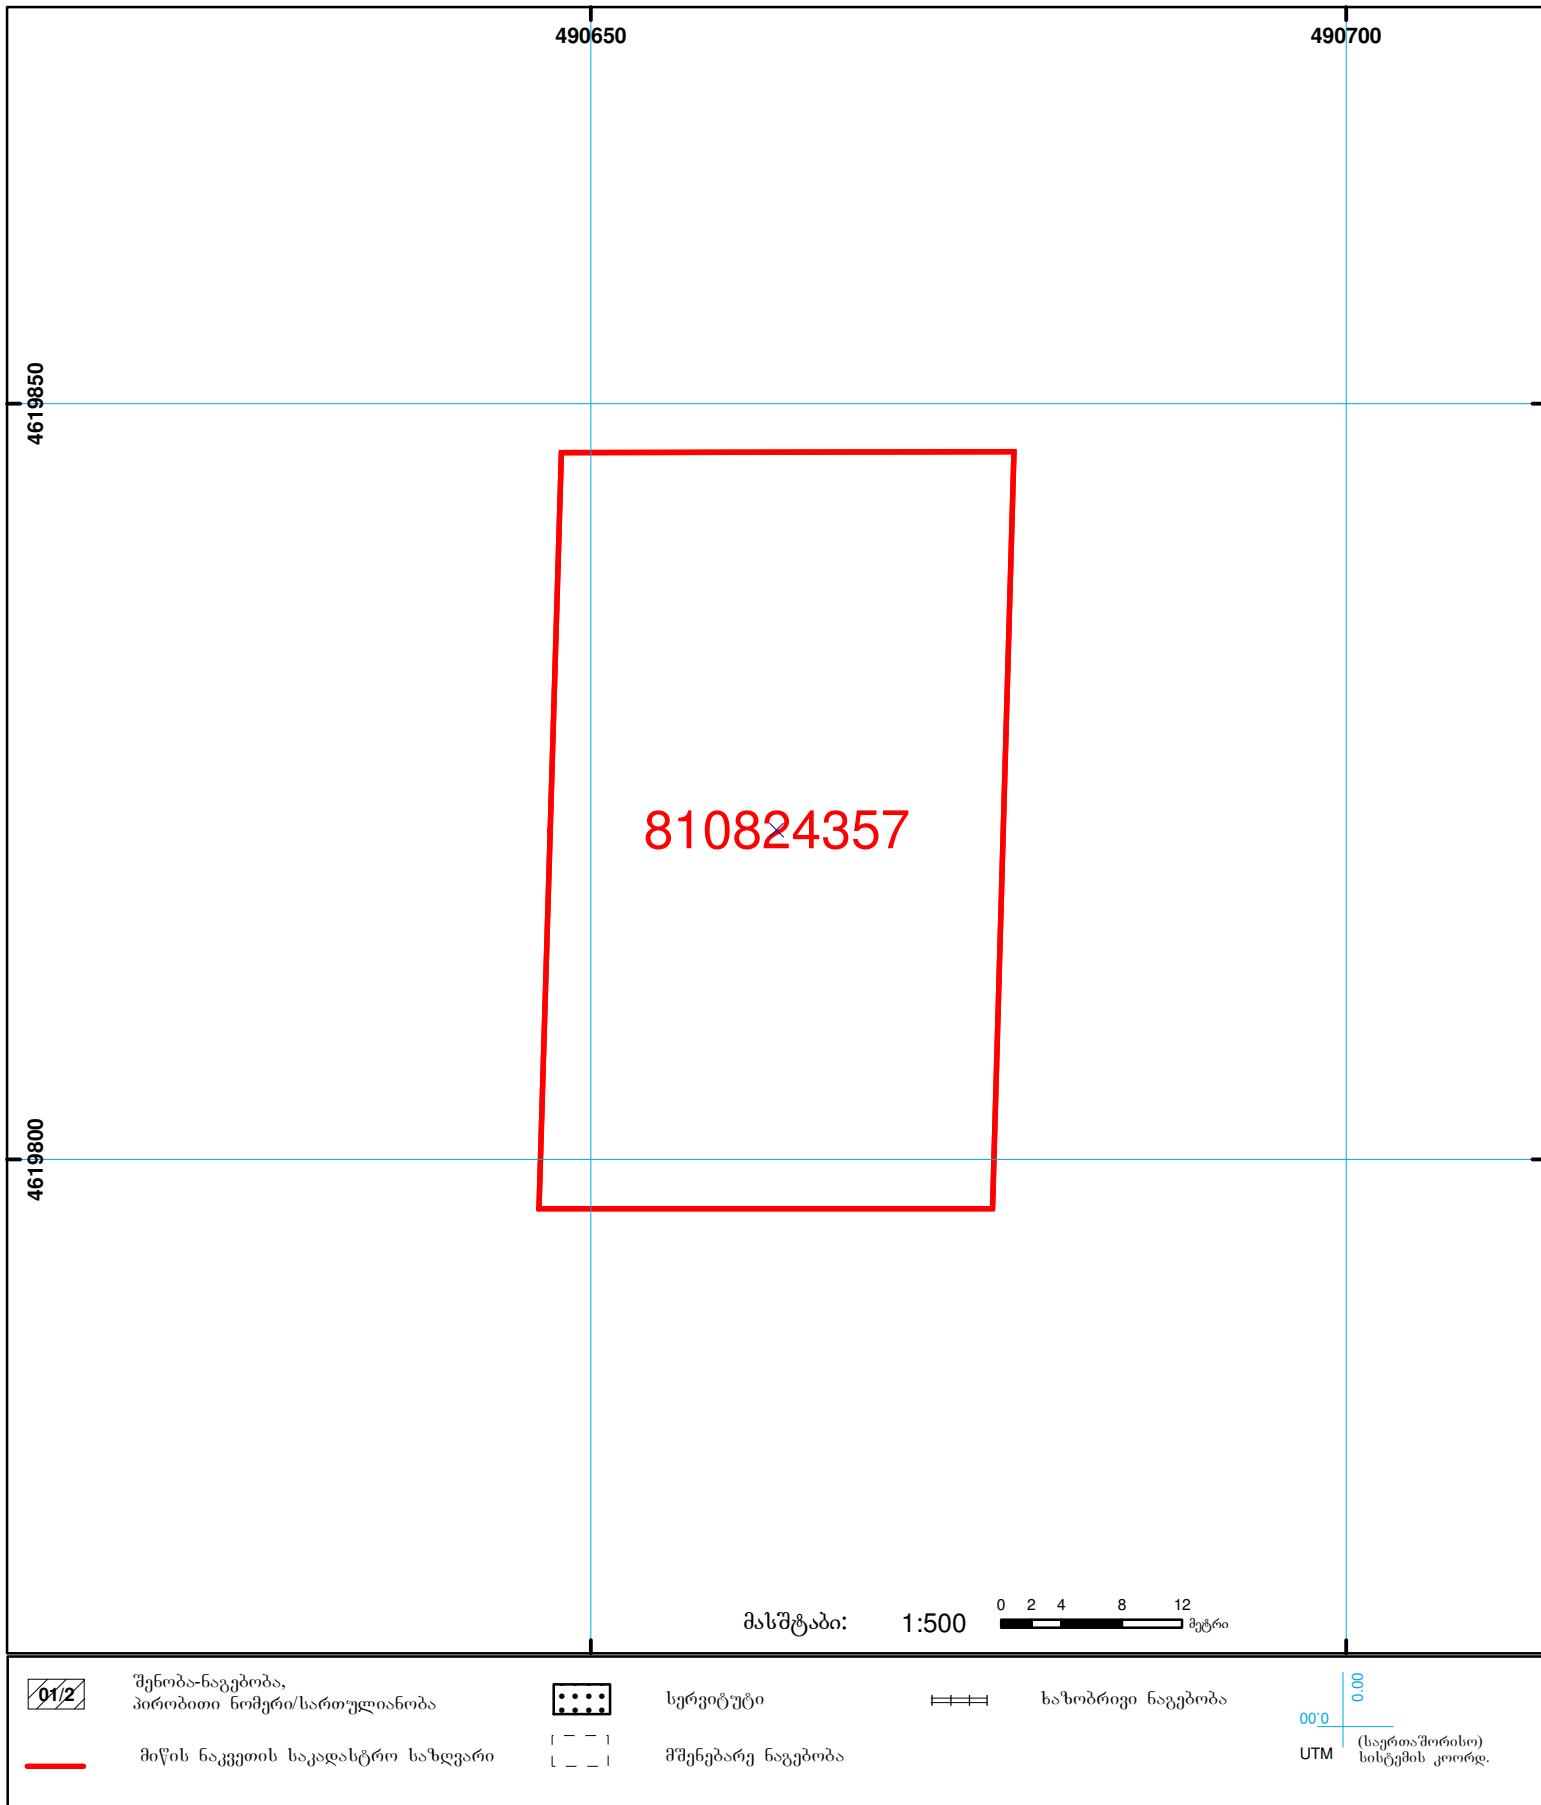 490650 490700
4619850
810824357
4619800
მასშტაბი: 1:500 0 2 4 8 12 მეტრი
01/2 შენობა-ნაგებობა,
პირობითი ნომერი/სართულიანობა
სერვიტუტი
ხაზობრივი ნაგებობა
მიწის ნაკვეთის საკადასტრო საზღვარი
მშენებარე ნაგებობა
00.0
0.00
UTM (საერთაშორისო)
სისტემის კოორდ.